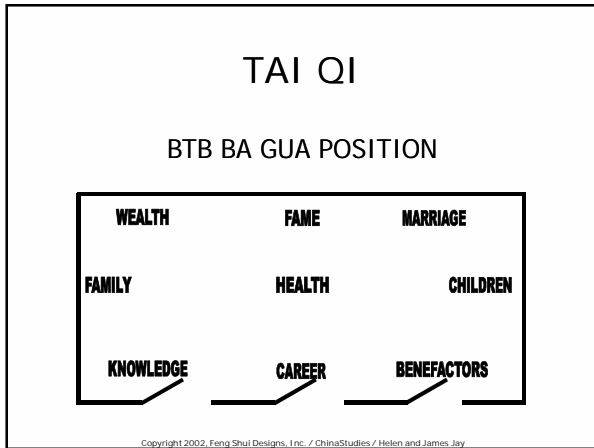 TAI QI
BTB BA GUA POSITION
WEALTH FAME MARRIAGE
FAMILY HEALTH CHILDREN
KNOWLEDGE CAREER BENEFACTORS
Copyright 2002, Feng Shui Designs, Inc. / ChinaStudies / Helen and James Jay